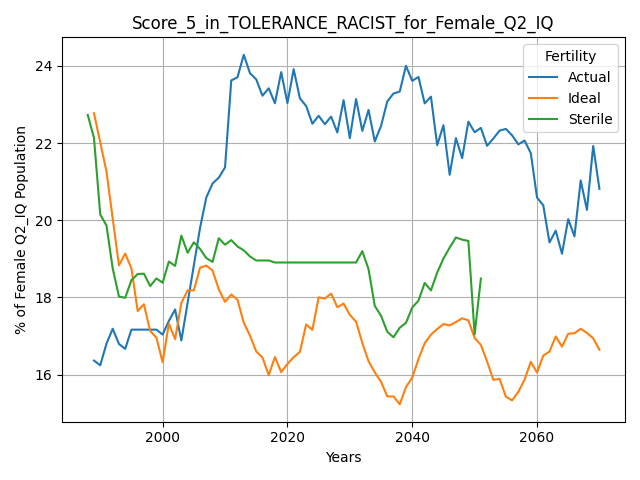 Score_5_in_TOLERANCE_RACIST_for_Female_Q2_IQ
Fertility
Actual
Ideal
Sterile
% of Female Q2_IQ Population
24
22
20
18
16
2000
2020
2040
2060
Years